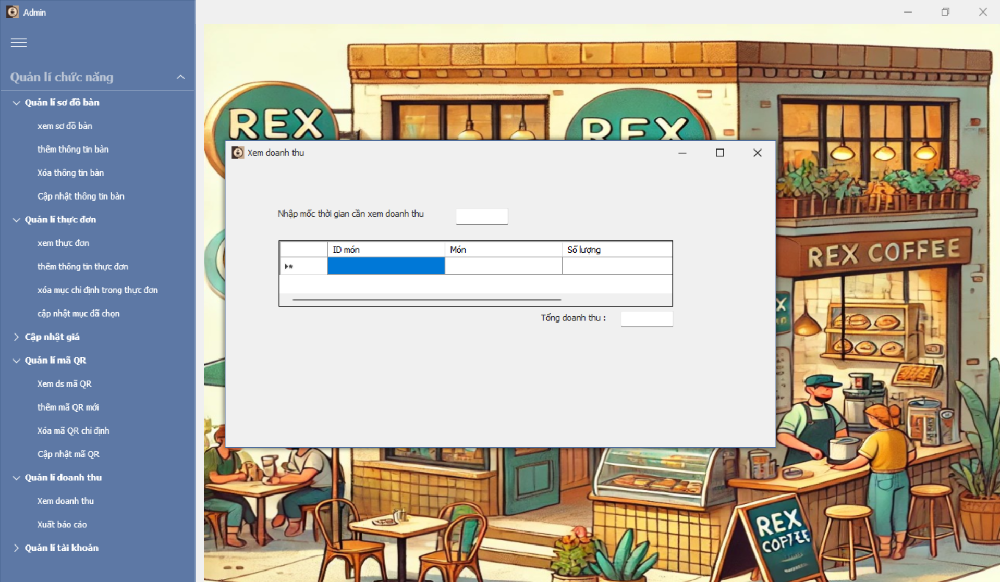 Admin
Quản lí chức năng
Quản lí sơ đồ bàn
xem sơ đồ bàn
thêm thông tin bàn
Xóa thông tin bàn
Cập nhật thông tin bàn
Quản lí thực đơn
xem thực đơn
thêm thông tin thực đơn
xóa mục chỉ định trong thực đơn
cập nhật mục đã chọn
Cập nhật giá
Quản lí mã QR
Xem ds mã QR
thêm mã QR mới
Xóa mã QR chỉ định
Cập nhật mã QR
Quản lí doanh thu
Xem doanh thu
Xuất báo cáo
Quản lí tài khoản
REX
REX
Xem doanh thu
Nhập mốc thời gian cần xem doanh thu
ID món Món Số lượng
Tổng doanh thu :
REX COFFEE
REX